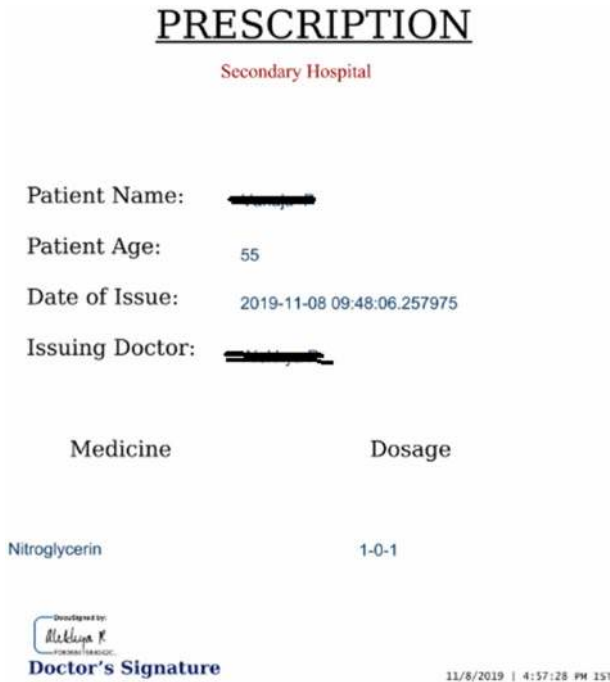 PRESCRIPTION
Secondary Hospital
Patient Name:
Patient Age: 55
Date of Issue: 2019-11-08 09:48:06.257975
Issuing Doctor:
Medicine Dosage
Nitroglycerin 1-0-1
DocuSigned by:
Doctor's Signature
11/8/2019 | 4:57:28 PM IST